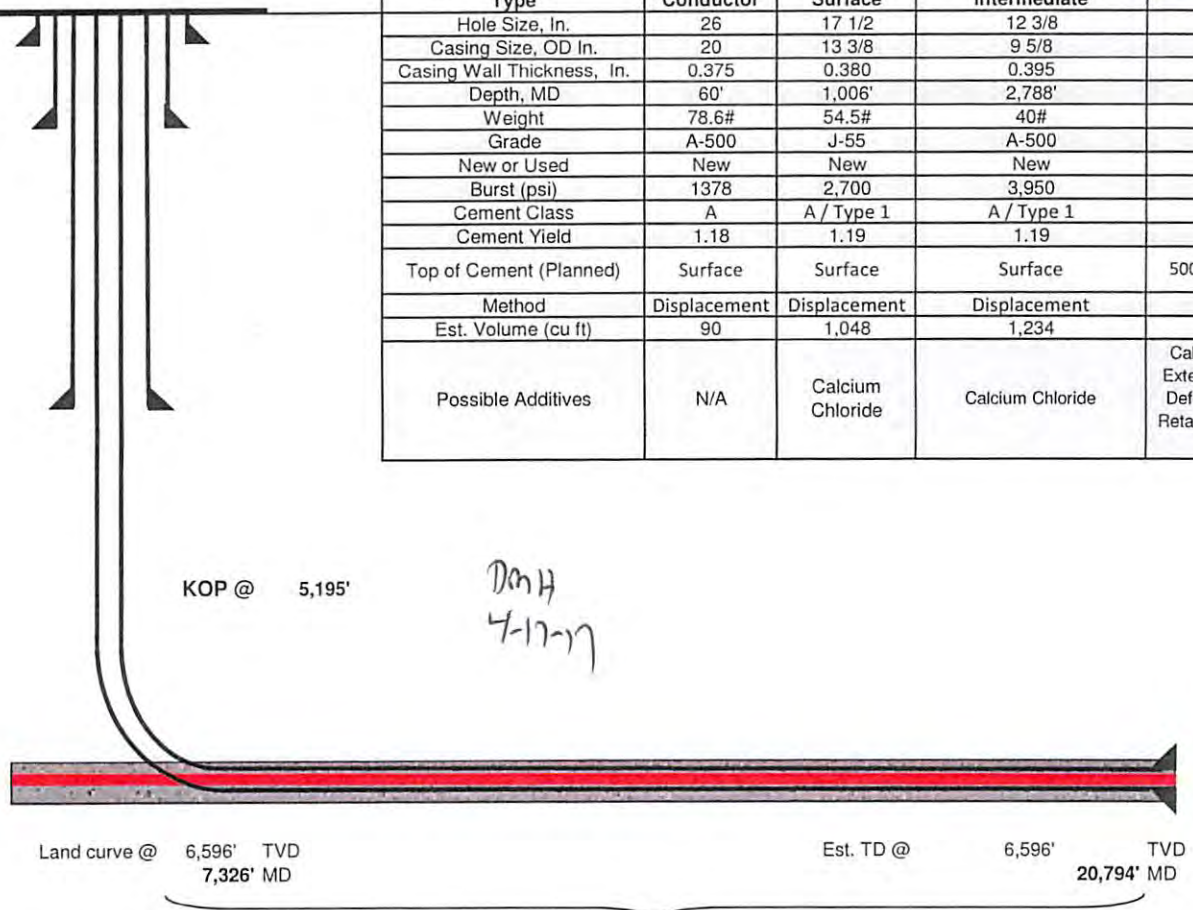 Type Conductor Surface Intermediate
Hole Size, In. 26 17 1/2 12 3/8
Casing Size, OD In. 20 13 3/8 9 5/8
Casing Wall Thickness, In. 0.375 0.380 0.395
Depth, MD 60' 1,006' 2,788'
Weight 78.6# 54.5# 40#
Grade A-500 J-55 A-500
New or Used New New New
Burst (psi) 1378 2,700 3,950
Cement Class A A / Type 1 A / Type 1
Cement Yield 1.18 1.19 1.19
Top of Cement (Planned) Surface Surface Surface 500
Method Displacement Displacement Displacement
Est. Volume (cu ft) 90 1,048 1,234
Possible Additives N/A Calcium Chloride Calcium Chloride
KOP @ 5,195'
DMH
4-17-17
Land curve @ 6,596' TVD
7,326' MD
Est. TD @ 6,596' TVD
20,794' MD